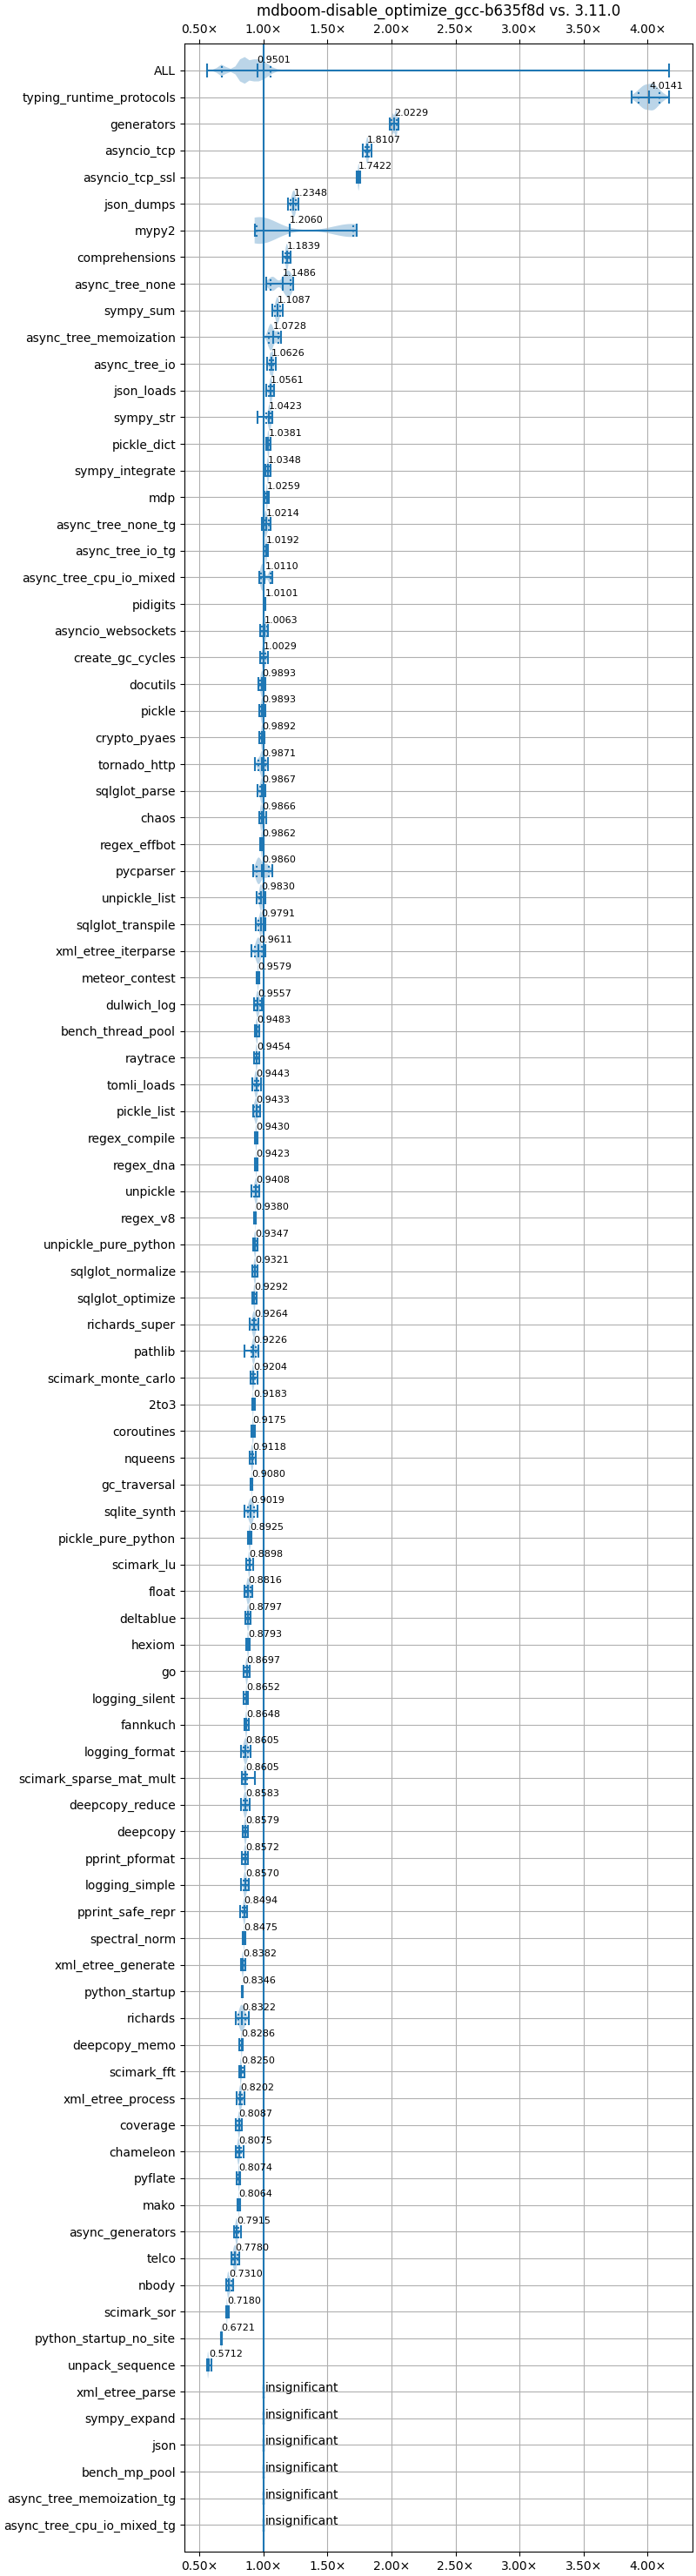 mdboom-disable_optimize_gcc-b635f8d vs. 3.11.0
0.50× 1.00× 1.50× 2.00× 2.50× 3.00× 3.50× 4.00×
ALL 0.9501
typing_runtime_protocols 4.0141
generators 2.0229
asyncio_tcp 1.8107
asyncio_tcp_ssl 1.7422
json_dumps 1.2348
mypy2 1.2060
comprehensions 1.1839
async_tree_none 1.1486
sympy_sum 1.1087
async_tree_memoization 1.0728
async_tree_io 1.0626
json_loads 1.0561
sympy_str 1.0423
pickle_dict 1.0381
sympy_integrate 1.0348
mdp 1.0259
async_tree_none_tg 1.0214
async_tree_io_tg 1.0192
async_tree_cpu_io_mixed 1.0110
pidigits 1.0101
asyncio_websockets 1.0063
create_gc_cycles 1.0029
docutils 0.9893
pickle 0.9893
crypto_pyaes 0.9892
tornado_http 0.9871
sqlglot_parse 0.9867
chaos 0.9866
regex_effbot 0.9862
pycparser 0.9860
unpickle_list 0.9830
sqlglot_transpile 0.9791
xml_etree_iterparse 0.9611
meteor_contest 0.9579
dulwich_log 0.9557
bench_thread_pool 0.9483
raytrace 0.9454
tomli_loads 0.9443
pickle_list 0.9433
regex_compile 0.9430
regex_dna 0.9423
unpickle 0.9408
regex_v8 0.9380
unpickle_pure_python 0.9347
sqlglot_normalize 0.9321
sqlglot_optimize 0.9292
richards_super 0.9264
pathlib 0.9226
scimark_monte_carlo 0.9204
2to3 0.9183
coroutines 0.9175
nqueens 0.9118
gc_traversal 0.9080
sqlite_synth 0.9019
pickle_pure_python 0.8925
scimark_lu 0.8898
float 0.8816
deltablue 0.8797
hexiom 0.8793
go 0.8697
logging_silent 0.8652
fannkuch 0.8648
logging_format 0.8605
scimark_sparse_mat_mult 0.8605
deepcopy_reduce 0.8583
deepcopy 0.8579
pprint_pformat 0.8572
logging_simple 0.8570
pprint_safe_repr 0.8494
spectral_norm 0.8475
xml_etree_generate 0.8382
python_startup 0.8346
richards 0.8322
deepcopy_memo 0.8286
scimark_fft 0.8250
xml_etree_process 0.8202
coverage 0.8087
chameleon 0.8075
pyflate 0.8074
mako 0.8064
async_generators 0.7915
telco 0.7780
nbody 0.7310
scimark_sor 0.7180
python_startup_no_site 0.6721
unpack_sequence 0.5712
xml_etree_parse insignificant
sympy_expand insignificant
json insignificant
bench_mp_pool insignificant
async_tree_memoization_tg insignificant
async_tree_cpu_io_mixed_tg insignificant
0.50× 1.00× 1.50× 2.00× 2.50× 3.00× 3.50× 4.00×